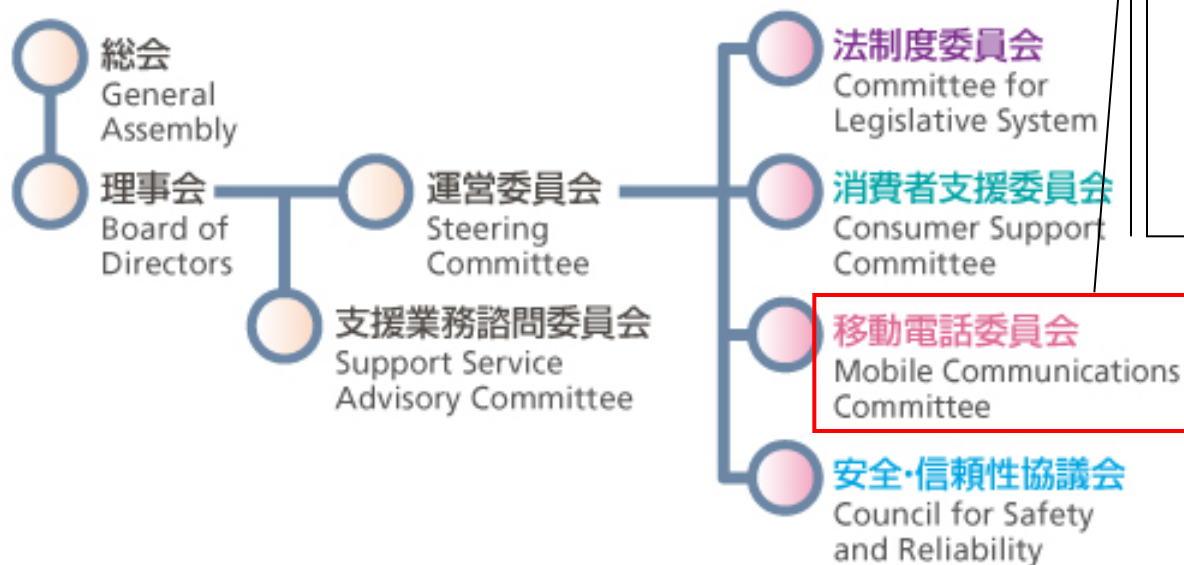 総会
General
Assembly
理事会
Board of
Directors
運営委員会
Steering
Committee
支援業務諮問委員会
Support Service
Advisory Committee
法制度委員会
Committee for
Legislative System
消費者支援委員会
Consumer Support
Committee
移動電話委員会
Mobile Communications
Committee
安全・信頼性協議会
Council for Safety
and Reliability